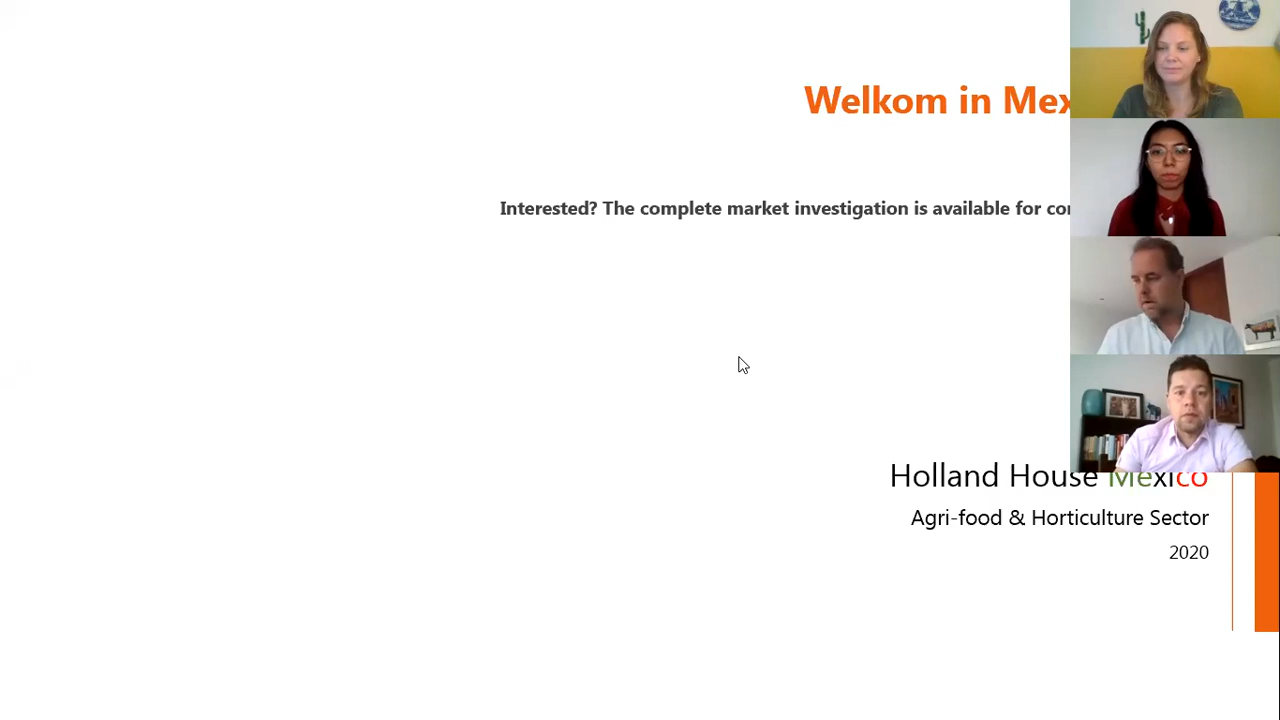 Welkom in Mex
Interested? The complete market investigation is available for
Holland House Mexico
Agri-food & Horticulture Sector
2020